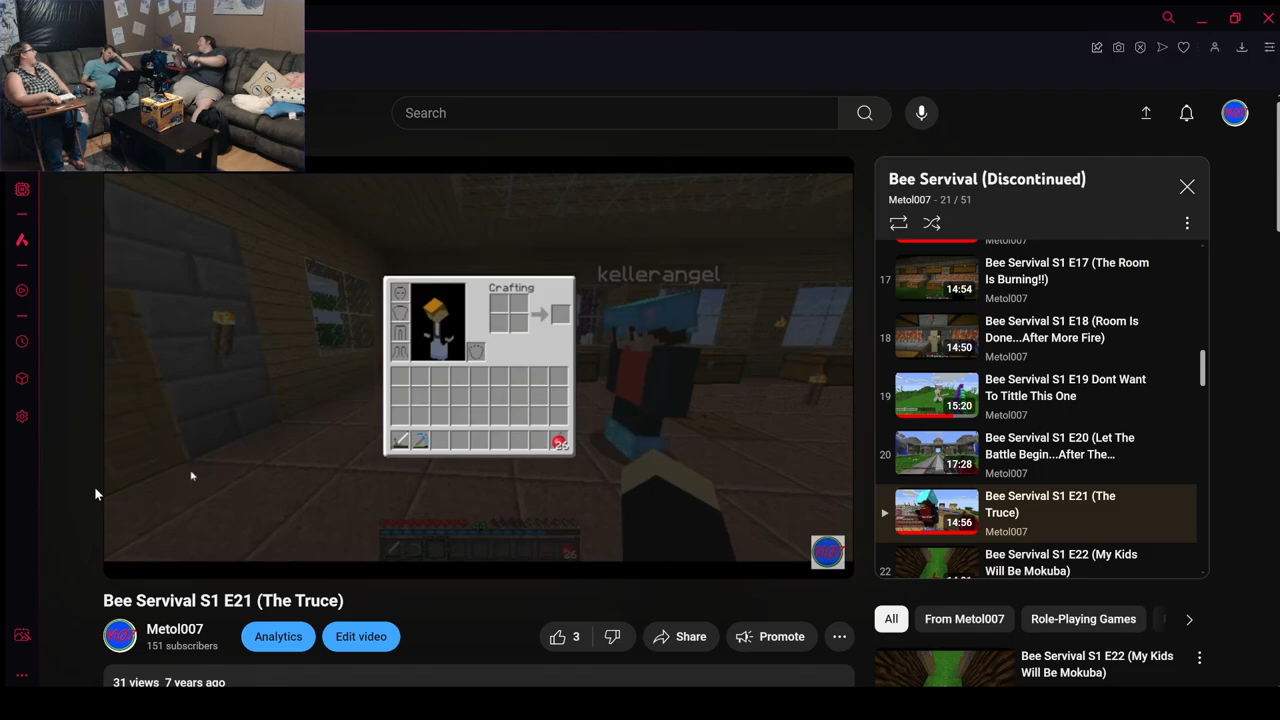 Search
Bee Servival (Discontinued)
Metol007 - 21 / 51
Metol007
17
14:54
Bee Servival S1 E17 (The Room
Is Burning!!)
Metol007
18
14:50
Bee Servival S1 E18 (Room Is
Done...After More Fire)
Metol007
19
15:20
Bee Servival S1 E19 Dont Want
To Tittle This One
Metol007
20
17:28
Bee Servival S1 E20 (Let The
Battle Begin...After The...
Metol007
14:56
Bee Servival S1 E21 (The
Truce)
Metol007
22
Bee Servival S1 E22 (My Kids
Will Be Mokuba)
kellerangel
Crafting
26
26
Bee Servival S1 E21 (The Truce)
Metol007
151 subscribers
Analytics
Edit video
3
Share
Promote
31 views 7 years ago
All
From Metol007
Role-Playing Games
Bee Servival S1 E22 (My Kids
Will Be Mokuba)